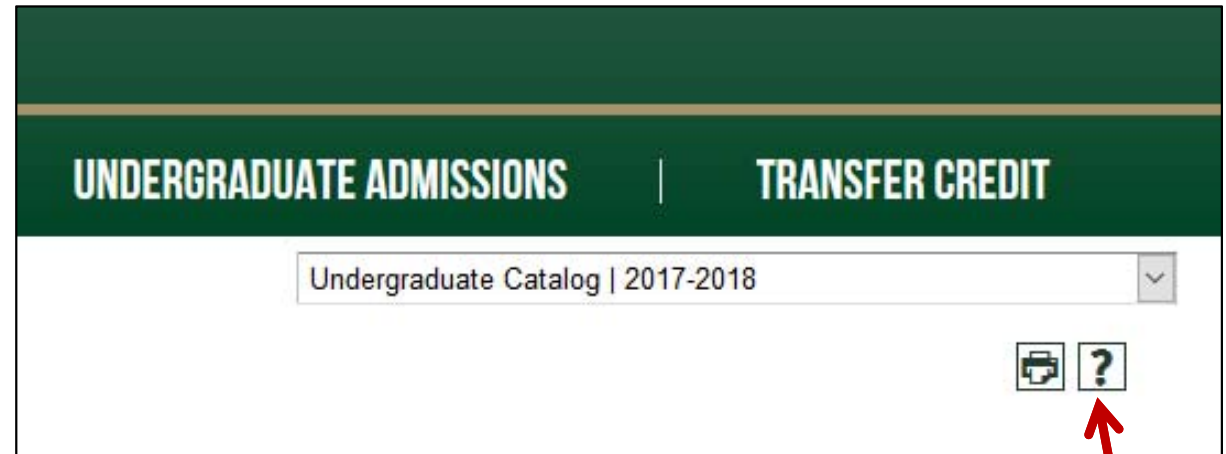 UNDERGRADUATE ADMISSIONS | TRANSFER CREDIT
Undergraduate Catalog | 2017-2018
?